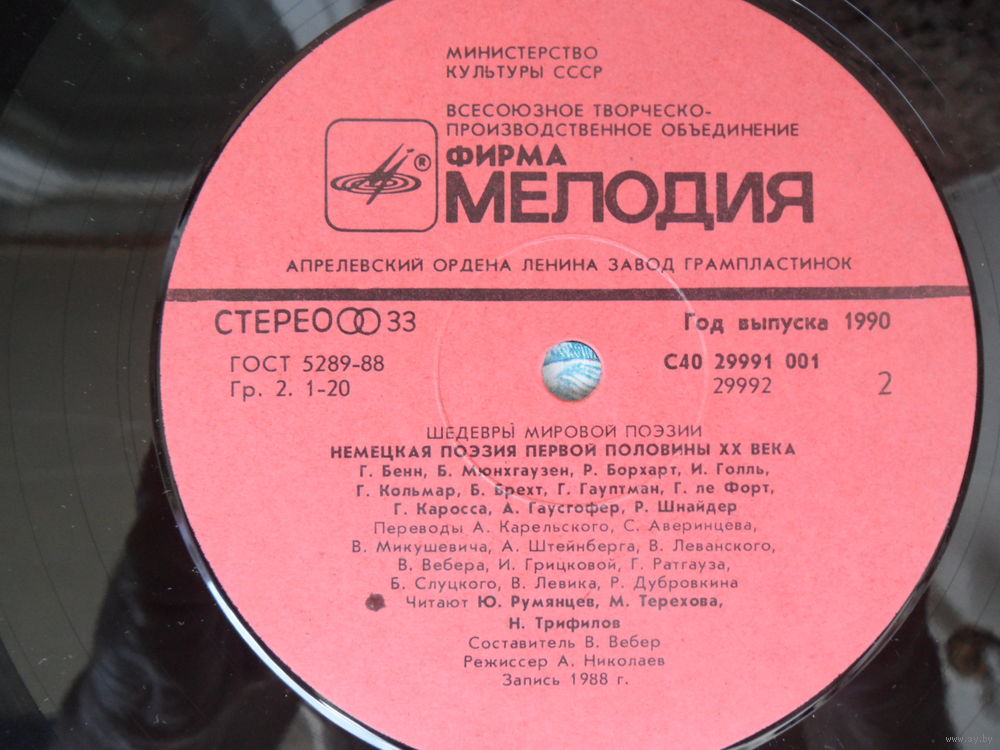 МИНИСТЕРСТВО
КУЛЬТУРЫ СССР
ВСЕСОЮЗНОЕ ТВОРЧЕСКО-
ПРОИЗВОДСТВЕННОЕ ОБЪЕДИНЕНИЕ
ФИРМА
®
МЕЛОДИЯ
АПРЕЛЕВСКИЙ ОРДЕНА ЛЕНИНА ЗАВОД ГРАМПЛАСТИНОК
СТЕРЕО 33
Год выпуска 1990
ГОСТ 5289-88
С40 29991 001
Гр. 2. 1-20
29992
2
ШЕДЕВРЫ МИРОВОЙ ПОЭЗИИ
НЕМЕЦКАЯ ПОЭЗИЯ ПЕРВОЙ ПОЛОВИНЫ XX ВЕКА
Г. Бенн, Б. Мюнхгаузен, Р. Борхарт, И. Голль,
Г. Кольмар, Б. Брехт, Г. Гауптман, Г. ле Форт,
Г. Каросса, А. Гаусгофер, Р. Шнайдер
Переводы А. Карельского, С. Аверинцева,
В. Микушевича, А. Штейнберга, В. Леванского,
В. Вебера, И. Грицковой, Г. Ратгауза,
Б. Слуцкого, В. Левика, Р. Дубровкина
Читают Ю. Румянцев, М. Терехова,
Н. Трифилов
Составитель В. Вебер
Режиссер А. Николаев
Запись 1988 г.
www.ay.by